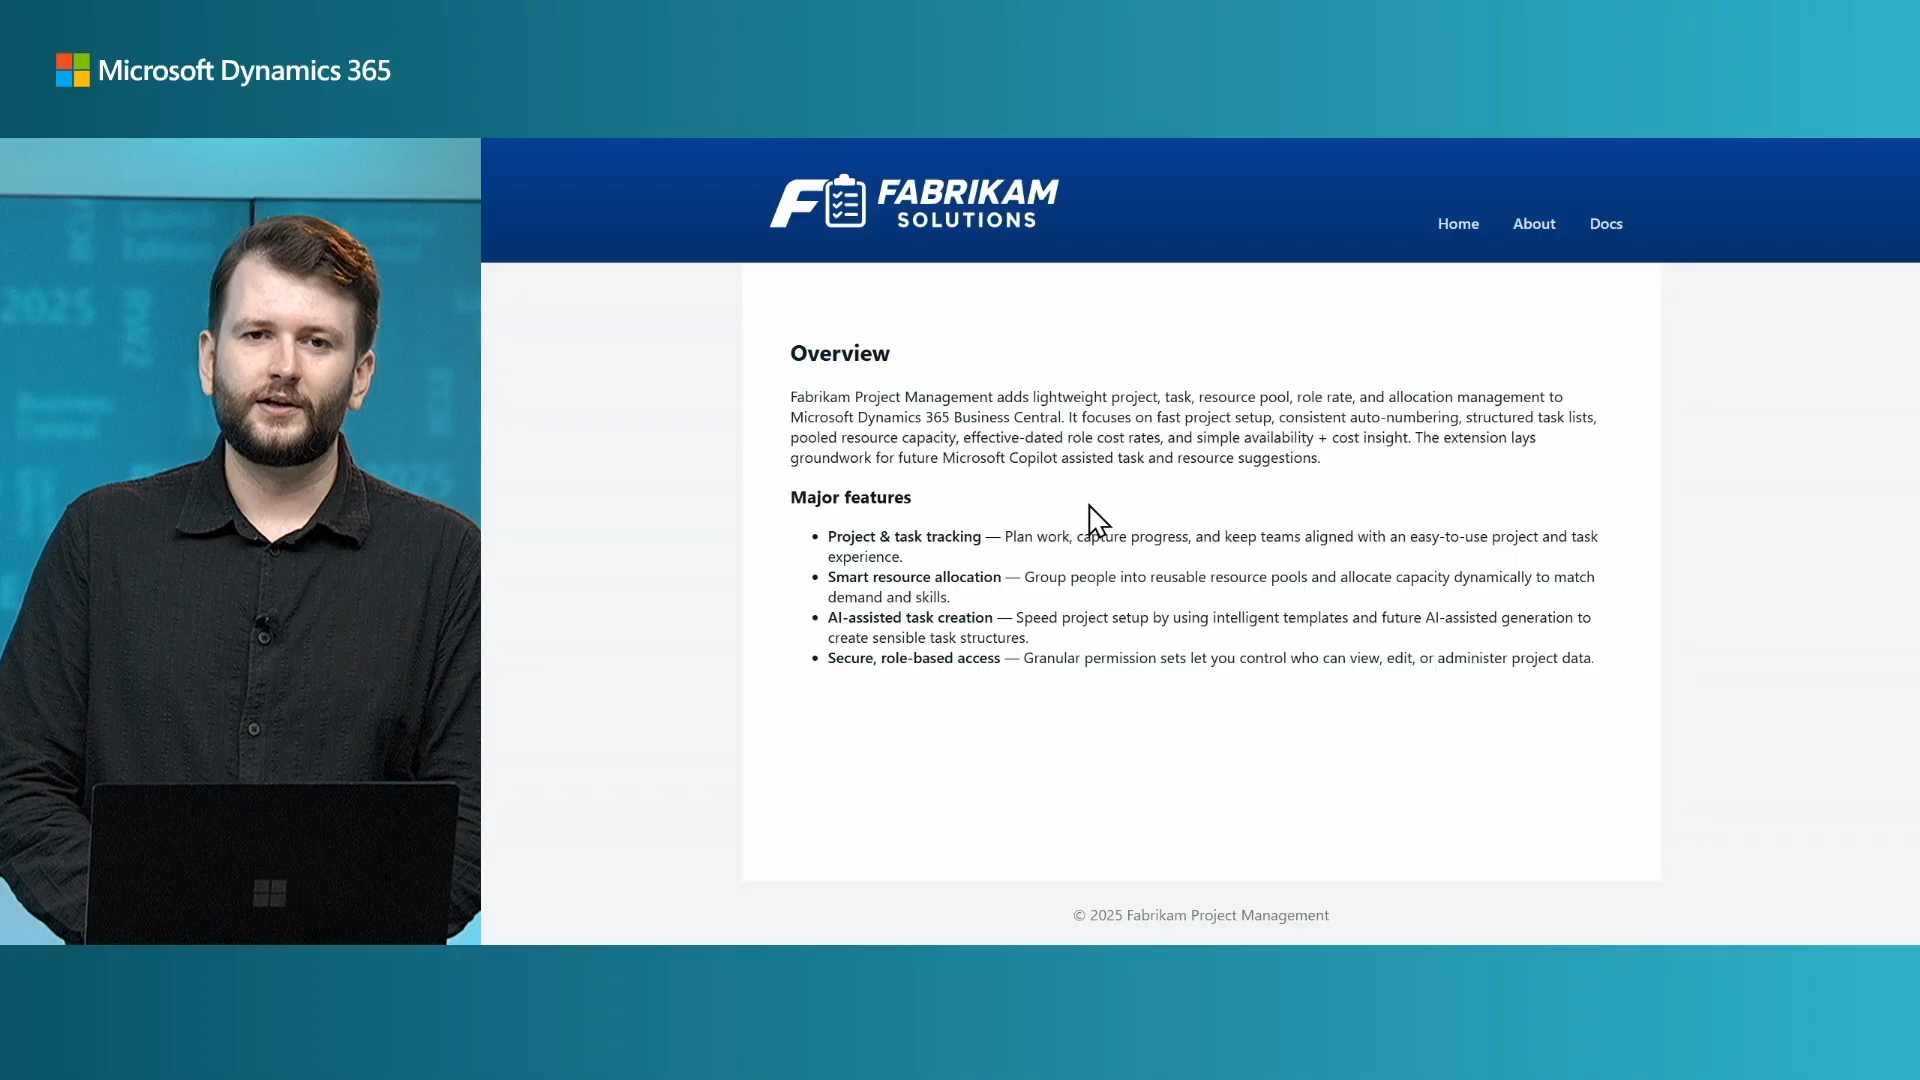 Microsoft Dynamics 365
FABRIKAM
SOLUTIONS
Home About Docs
2025
Overview
Fabrikam Project Management adds lightweight project, task, resource pool, role rate, and allocation management to
Microsoft Dynamics 365 Business Central. It focuses on fast project setup, consistent auto-numbering, structured task lists,
pooled resource capacity, effective-dated role cost rates, and simple availability + cost insight. The extension lays
groundwork for future Microsoft Copilot assisted task and resource suggestions.
Major features
• Project & task tracking — Plan work, capture progress, and keep teams aligned with an easy-to-use project and task
experience.
• Smart resource allocation — Group people into reusable resource pools and allocate capacity dynamically to match
demand and skills.
• AI-assisted task creation — Speed project setup by using intelligent templates and future AI-assisted generation to
create sensible task structures.
• Secure, role-based access — Granular permission sets let you control who can view, edit, or administer project data.
© 2025 Fabrikam Project Management